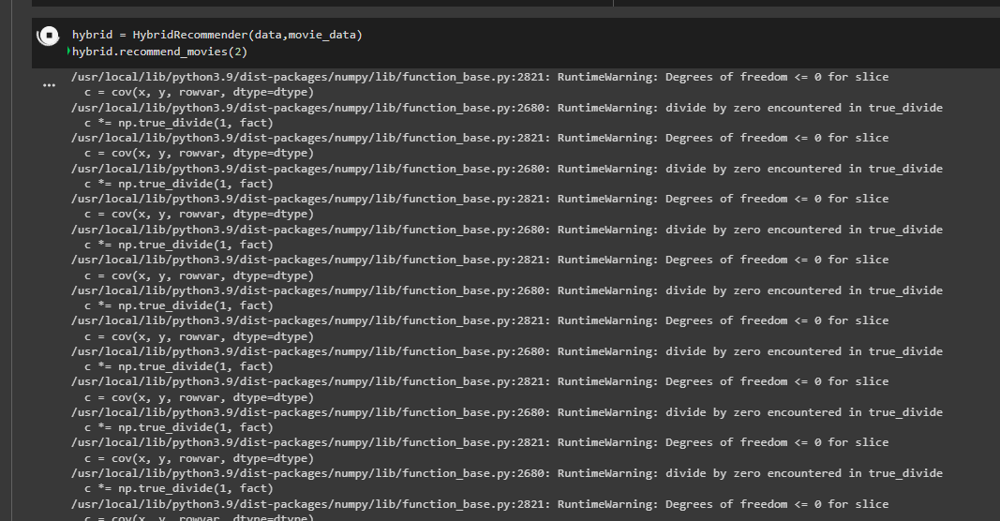 hybrid = HybridRecommender(data,movie_data)
hybrid.recommend_movies(2)
/usr/local/lib/python3.9/dist-packages/numpy/lib/function_base.py:2821: RuntimeWarning: Degrees of freedom <= 0 for slice
c = cov(x, y, rowvar, dtype=dtype)
/usr/local/lib/python3.9/dist-packages/numpy/lib/function_base.py:2680: RuntimeWarning: divide by zero encountered in true_divide
c *= np.true_divide(1, fact)
/usr/local/lib/python3.9/dist-packages/numpy/lib/function_base.py:2821: RuntimeWarning: Degrees of freedom <= 0 for slice
c = cov(x, y, rowvar, dtype=dtype)
/usr/local/lib/python3.9/dist-packages/numpy/lib/function_base.py:2680: RuntimeWarning: divide by zero encountered in true_divide
c *= np.true_divide(1, fact)
/usr/local/lib/python3.9/dist-packages/numpy/lib/function_base.py:2821: RuntimeWarning: Degrees of freedom <= 0 for slice
c = cov(x, y, rowvar, dtype=dtype)
/usr/local/lib/python3.9/dist-packages/numpy/lib/function_base.py:2680: RuntimeWarning: divide by zero encountered in true_divide
c *= np.true_divide(1, fact)
/usr/local/lib/python3.9/dist-packages/numpy/lib/function_base.py:2821: RuntimeWarning: Degrees of freedom <= 0 for slice
c = cov(x, y, rowvar, dtype=dtype)
/usr/local/lib/python3.9/dist-packages/numpy/lib/function_base.py:2680: RuntimeWarning: divide by zero encountered in true_divide
c *= np.true_divide(1, fact)
/usr/local/lib/python3.9/dist-packages/numpy/lib/function_base.py:2821: RuntimeWarning: Degrees of freedom <= 0 for slice
c = cov(x, y, rowvar, dtype=dtype)
/usr/local/lib/python3.9/dist-packages/numpy/lib/function_base.py:2680: RuntimeWarning: divide by zero encountered in true_divide
c *= np.true_divide(1, fact)
/usr/local/lib/python3.9/dist-packages/numpy/lib/function_base.py:2821: RuntimeWarning: Degrees of freedom <= 0 for slice
c = cov(x, y, rowvar, dtype=dtype)
/usr/local/lib/python3.9/dist-packages/numpy/lib/function_base.py:2680: RuntimeWarning: divide by zero encountered in true_divide
c *= np.true_divide(1, fact)
/usr/local/lib/python3.9/dist-packages/numpy/lib/function_base.py:2821: RuntimeWarning: Degrees of freedom <= 0 for slice
c = cov(x, y, rowvar, dtype=dtype)
/usr/local/lib/python3.9/dist-packages/numpy/lib/function_base.py:2680: RuntimeWarning: divide by zero encountered in true_divide
c *= np.true_divide(1, fact)
/usr/local/lib/python3.9/dist-packages/numpy/lib/function_base.py:2821: RuntimeWarning: Degrees of freedom <= 0 for slice
c = cov(x, y, rowvar, dtype=dtype)